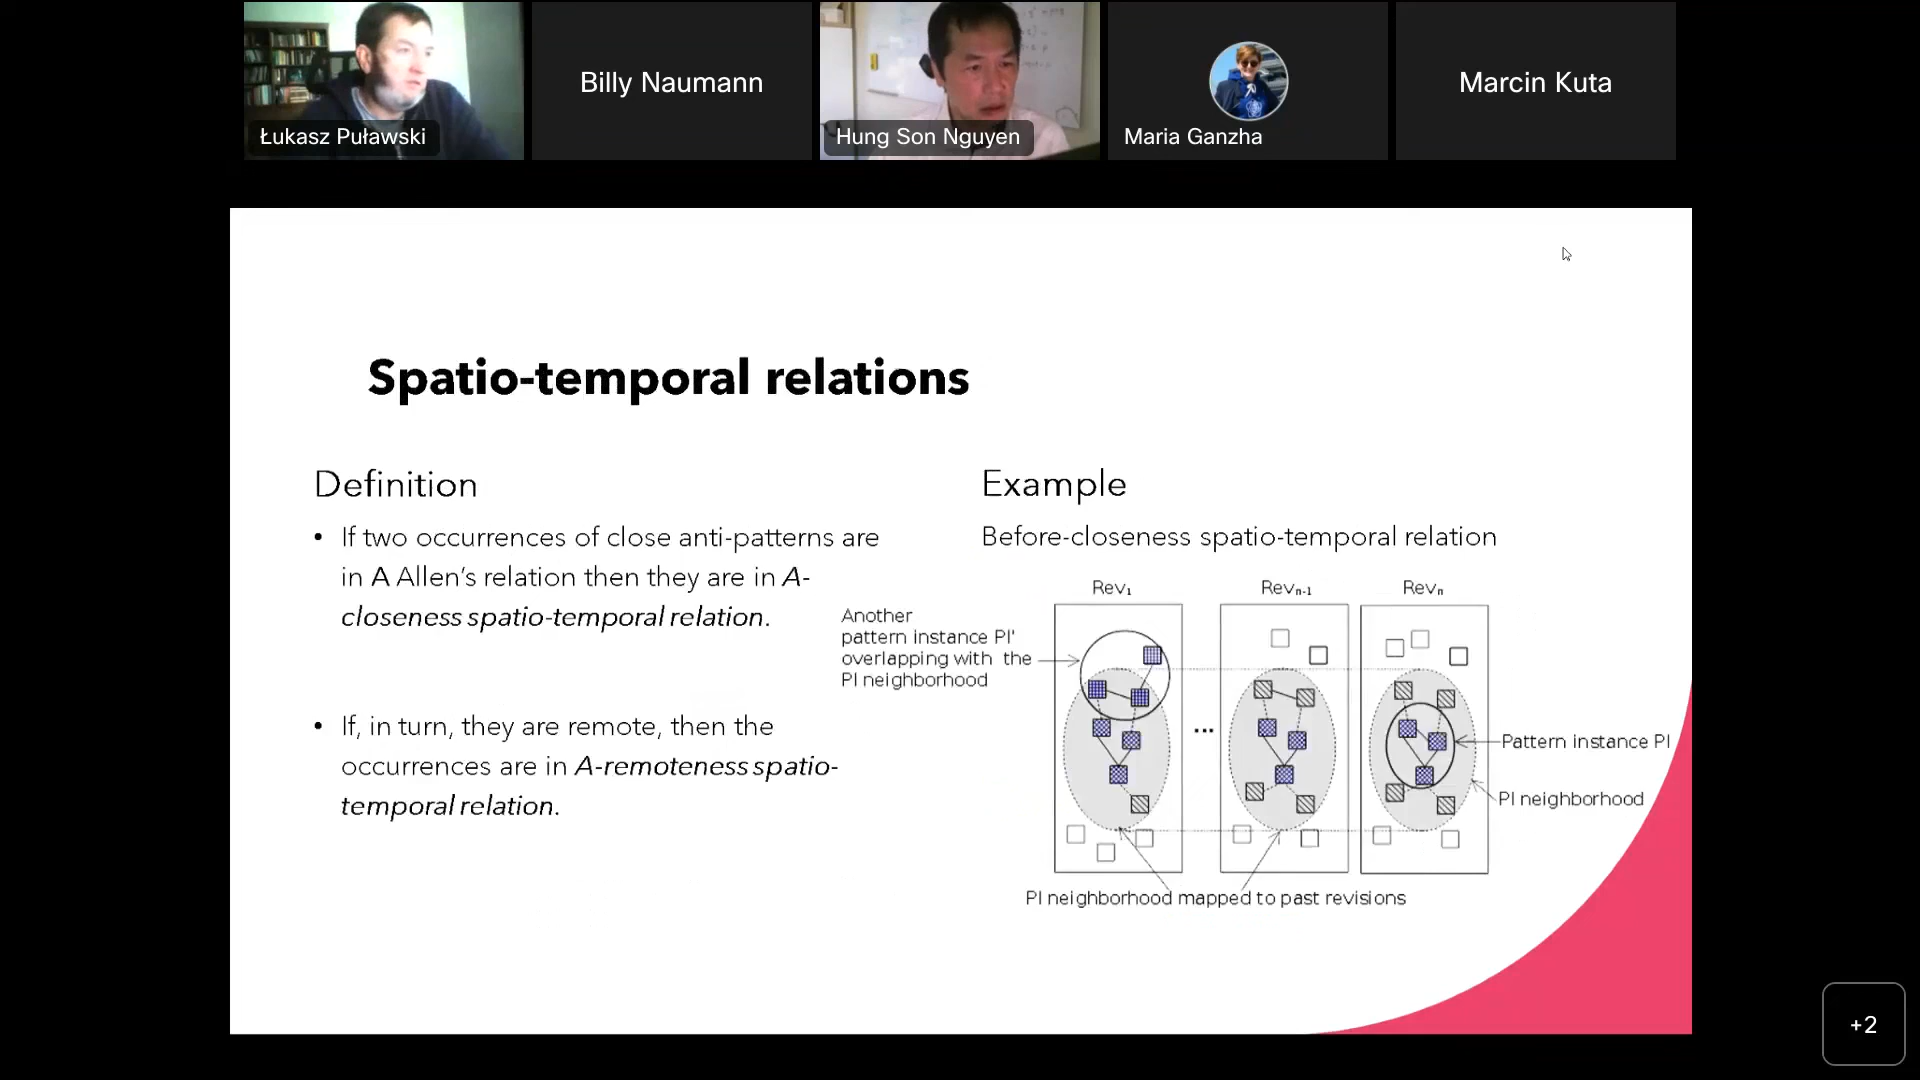 Łukasz Puławski
Billy Naumann
Hung Son Nguyen
Maria Ganzha
Marcin Kuta
Spatio-temporal relations
Definition
• If two occurrences of close anti-patterns are
in A Allen's relation then they are in A-
closeness spatio-temporal relation.
• If, in turn, they are remote, then the
occurrences are in A-remoteness spatio-
temporal relation.
Example
Before-closeness spatio-temporal relation
Rev₁
Revₙ₋₁
Revₙ
Another
pattern instance PI'
overlapping with the
PI neighborhood
...
Pattern instance PI
PI neighborhood
PI neighborhood mapped to past revisions
+2